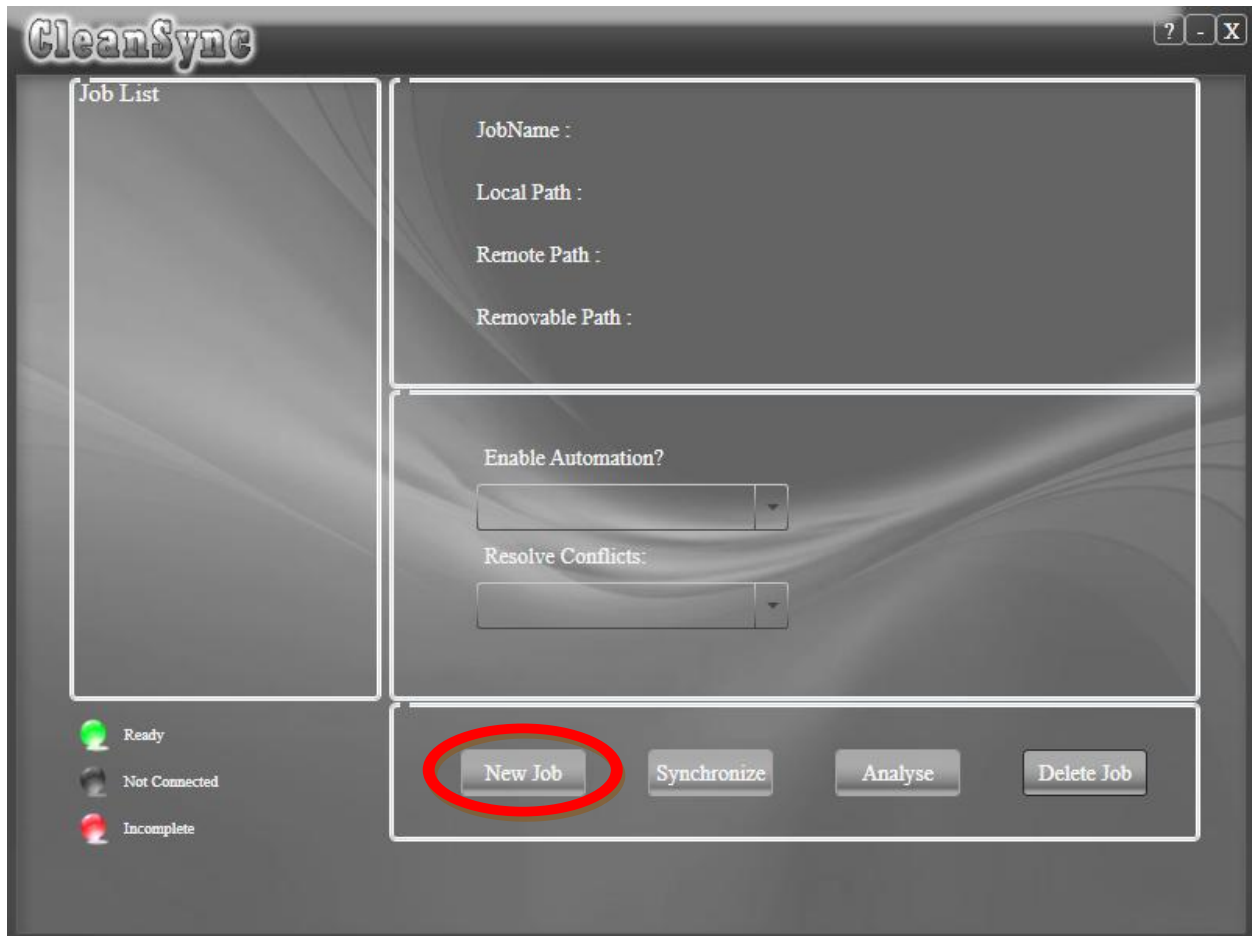 CleanSync
? - X
Job List
JobName :
Local Path :
Remote Path :
Removable Path :
Enable Automation?
Resolve Conflicts:
Ready
Not Connected
Incomplete
New Job Synchronize Analyse Delete Job